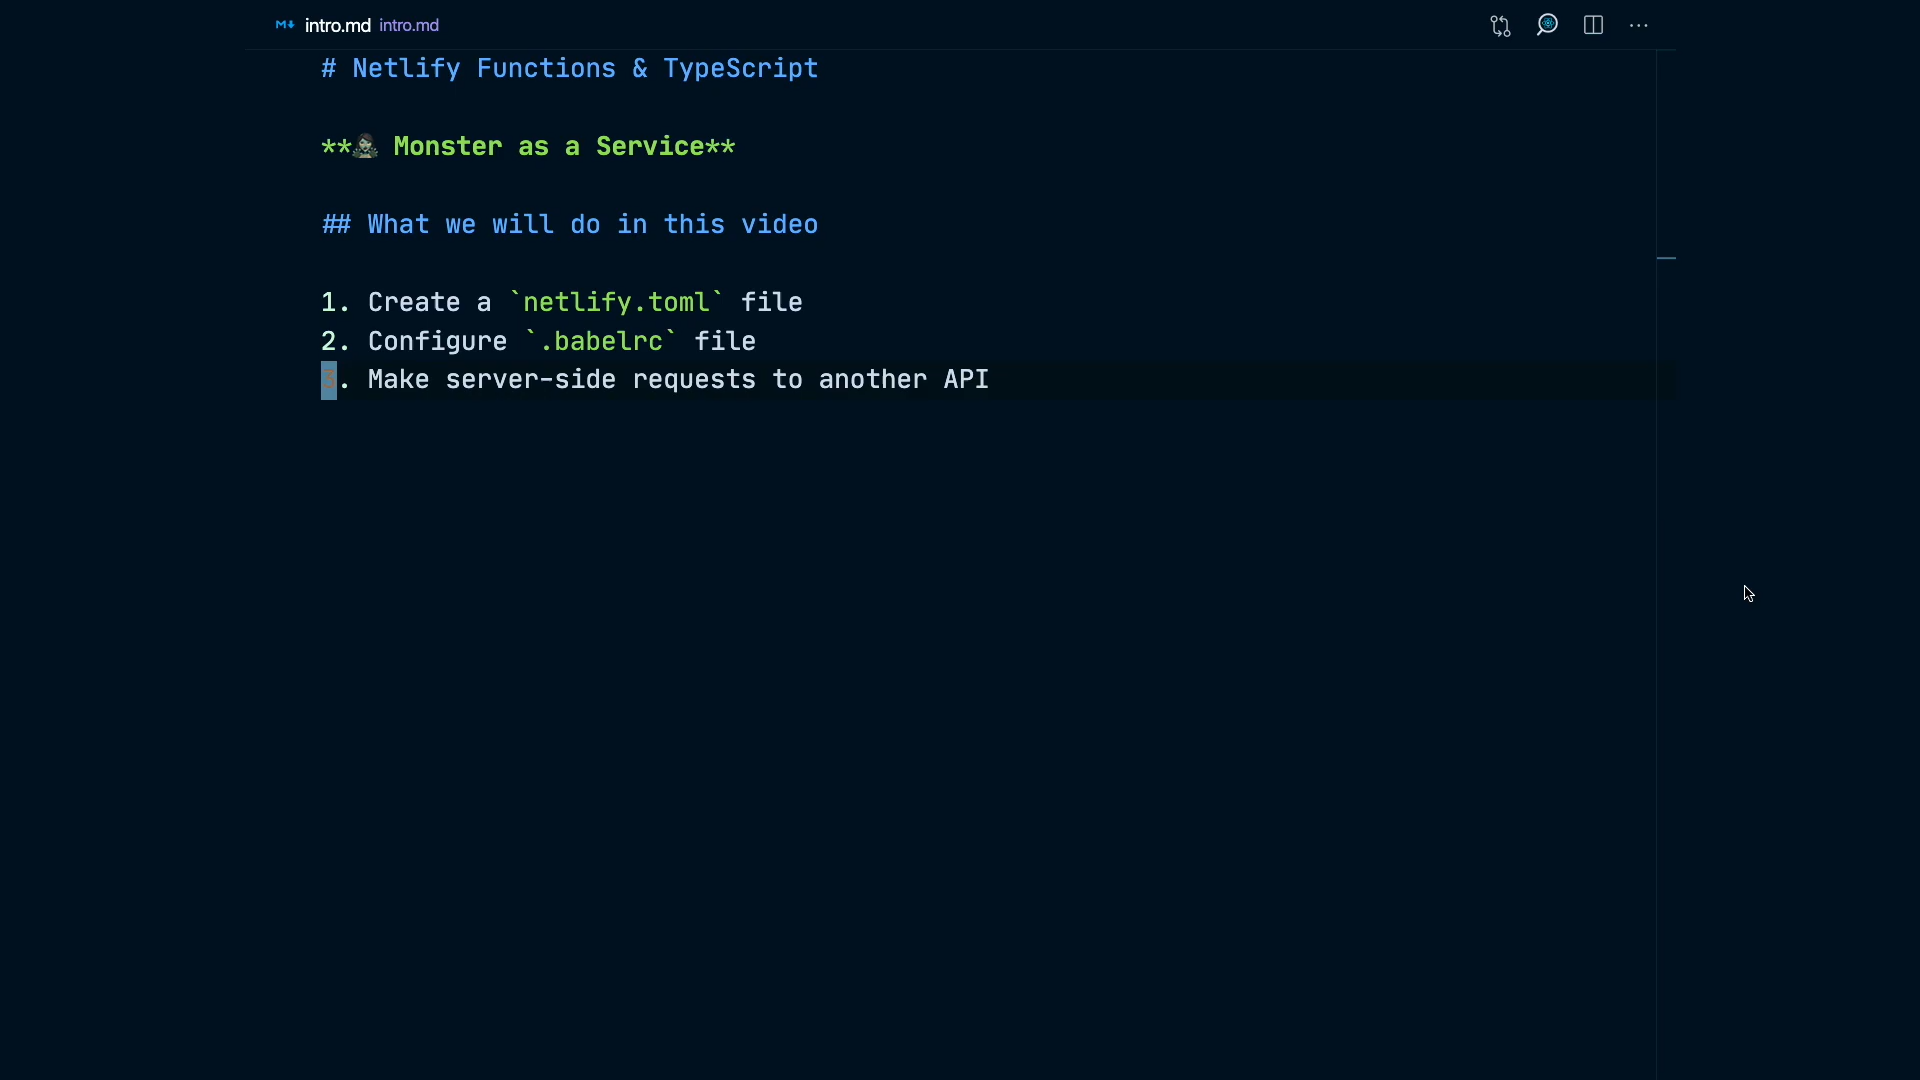 intro.md intro.md
# Netlify Functions & TypeScript
**🧟‍♀️ Monster as a Service**
## What we will do in this video
1. Create a `netlify.toml` file
2. Configure `.babelrc` file
3. Make server-side requests to another API